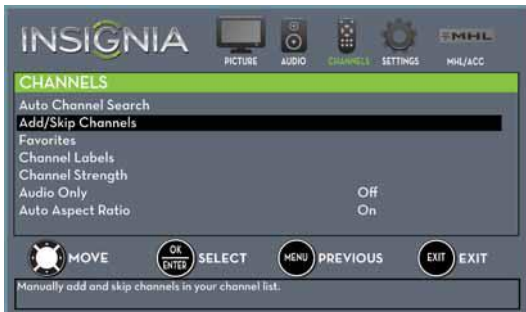 INSIGNIA
PICTURE AUDIO CHANNELS SETTINGS MHL/ACC
MHL
CHANNELS
Auto Channel Search
Add/Skip Channels
Favorites
Channel Labels
Channel Strength
Audio Only Off
Auto Aspect Ratio On
MOVE OK ENTER SELECT MENU PREVIOUS EXIT EXIT
Manually add and skip channels in your channel list.